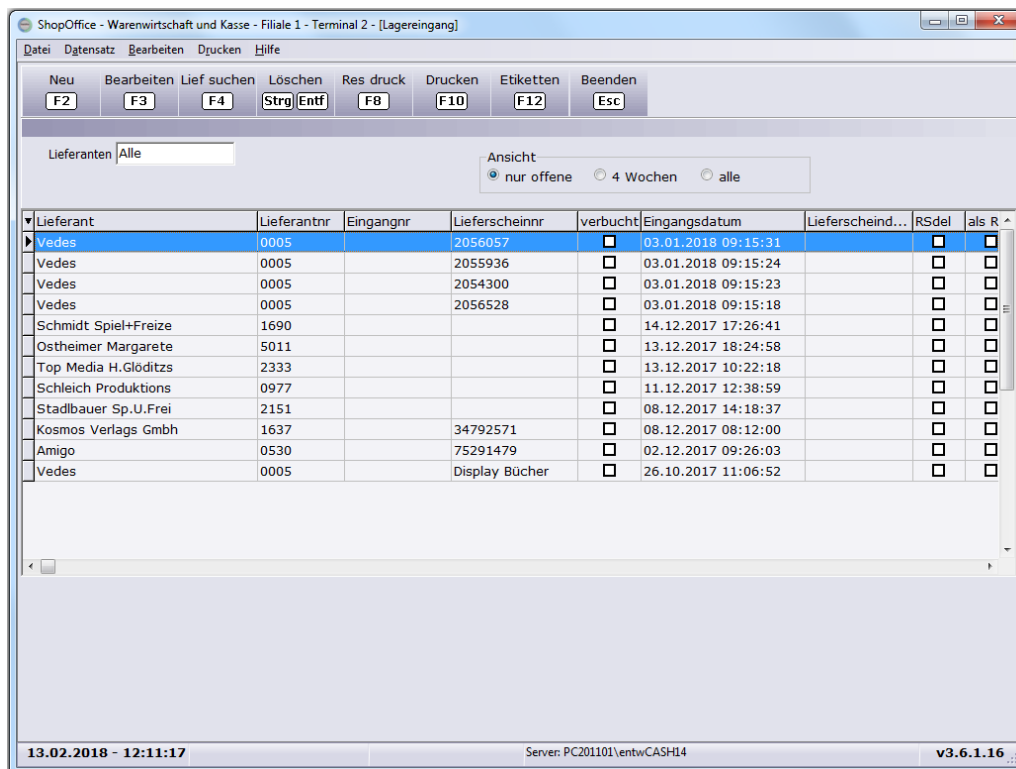 ShopOffice - Warenwirtschaft und Kasse - Filiale 1 - Terminal 2 - [Lagereingang]
Datei Datensatz Bearbeiten Drucken Hilfe
Neu Bearbeiten Lief suchen Löschen Res druck Drucken Etiketten Beenden
F2 F3 F4 Strg Entf F8 F10 F12 Esc
Lieferanten Alle
Ansicht
nur offene 4 Wochen alle
Lieferant Lieferantnr Eingangnr Lieferscheinnr verbucht Eingangsdatum Lieferscheind... RSdel als R
Vedes 0005 2056057 03.01.2018 09:15:31
Vedes 0005 2055936 03.01.2018 09:15:24
Vedes 0005 2054300 03.01.2018 09:15:23
Vedes 0005 2056528 03.01.2018 09:15:18
Schmidt Spiel+Freize 1690 14.12.2017 17:26:41
Ostheimer Margarete 5011 13.12.2017 18:24:58
Top Media H.Glöditzs 2333 13.12.2017 10:22:18
Schleich Produktions 0977 11.12.2017 12:38:59
Stadlbauer Sp.U.Frei 2151 08.12.2017 14:18:37
Kosmos Verlags Gmbh 1637 34792571 08.12.2017 08:12:00
Amigo 0530 75291479 02.12.2017 09:26:03
Vedes 0005 Display Bücher 26.10.2017 11:06:52
13.02.2018 - 12:11:17 Server: PC201101\entwCASH14 v3.6.1.16